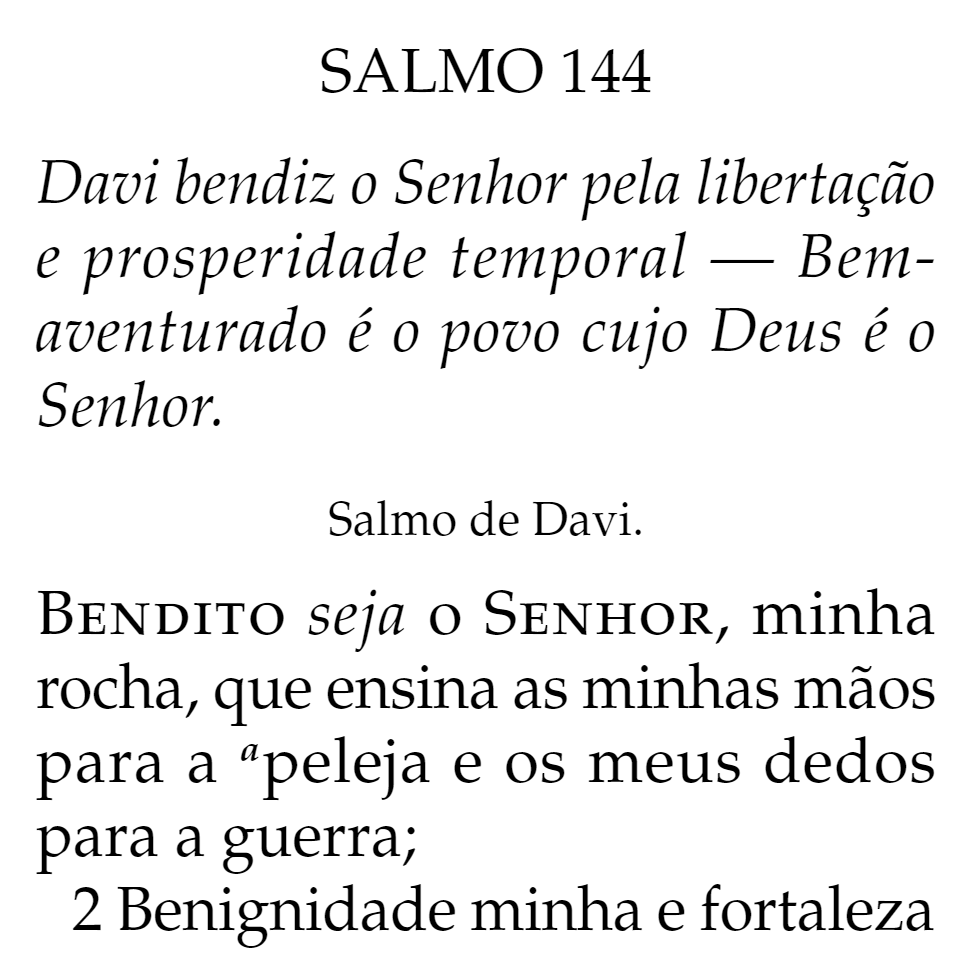 SALMO 144
Davi bendiz o Senhor pela libertação
e prosperidade temporal — Bem-
aventurado é o povo cujo Deus é o
Senhor.
Salmo de Davi.
BENDITO seja o SENHOR, minha
rocha, que ensina as minhas mãos
para a ᵃpeleja e os meus dedos
para a guerra;
2 Benignidade minha e fortaleza